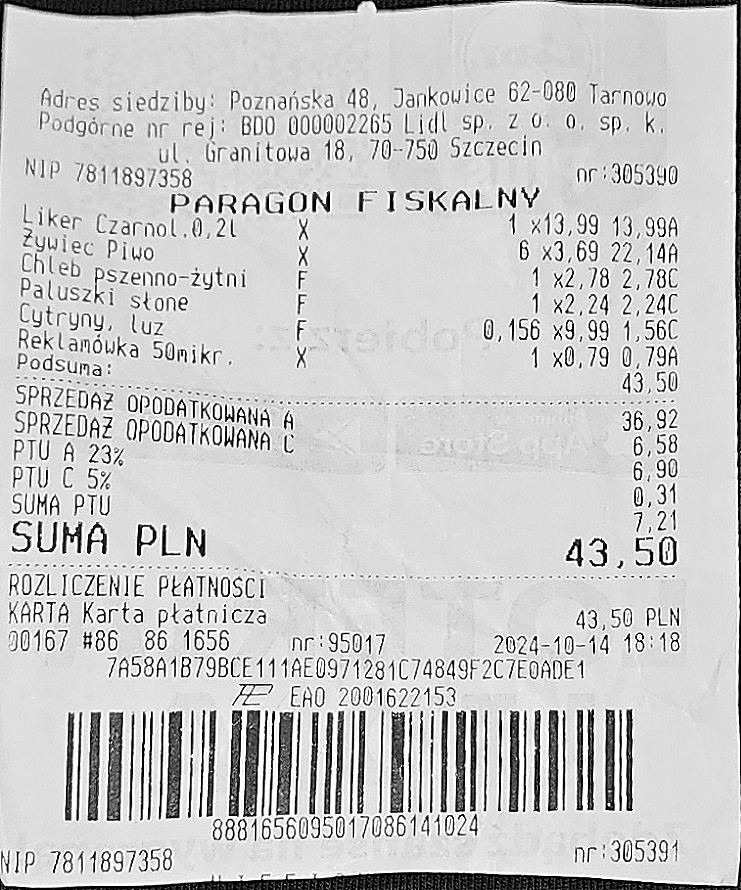 Adres siedziby: Poznańska 48, Jankowice 62-080 Tarnowo
Podgórne nr rej: BDO 000002265 Lidl sp. z o. o. sp. k.
ul. Granitowa 18, 70-750 Szczecin
NIP 7811897358 nr:305390
PARAGON FISKALNY
Liker Czarnol.0,2l X 1 x13,99 13,99A
Żywiec Piwo X 6 x3,69 22,14A
Chleb pszenno-żytni F 1 x2,78 2,78C
Paluszki słone F 1 x2,24 2,24C
Cytryny, luz F 0,156 x9,99 1,56C
Reklamówka 50mikr. X 1 x0,79 0,79A
Podsuma: 43,50
SPRZEDAŻ OPODATKOWANA A 36,92
SPRZEDAŻ OPODATKOWANA C 6,58
PTU A 23% 6,90
PTU C 5% 0,31
SUMA PTU 7,21
SUMA PLN 43,50
ROZLICZENIE PŁATNOŚCI
KARTA Karta płatnicza 43,50 PLN
00167 #86 86 1656 nr:95017 2024-10-14 18:18
7A58A1B79BCE111AE0971281C74849F2C7E0ADE1
EAO 2001622153
8881656095017086141024
NIP 7811897358 nr:305391